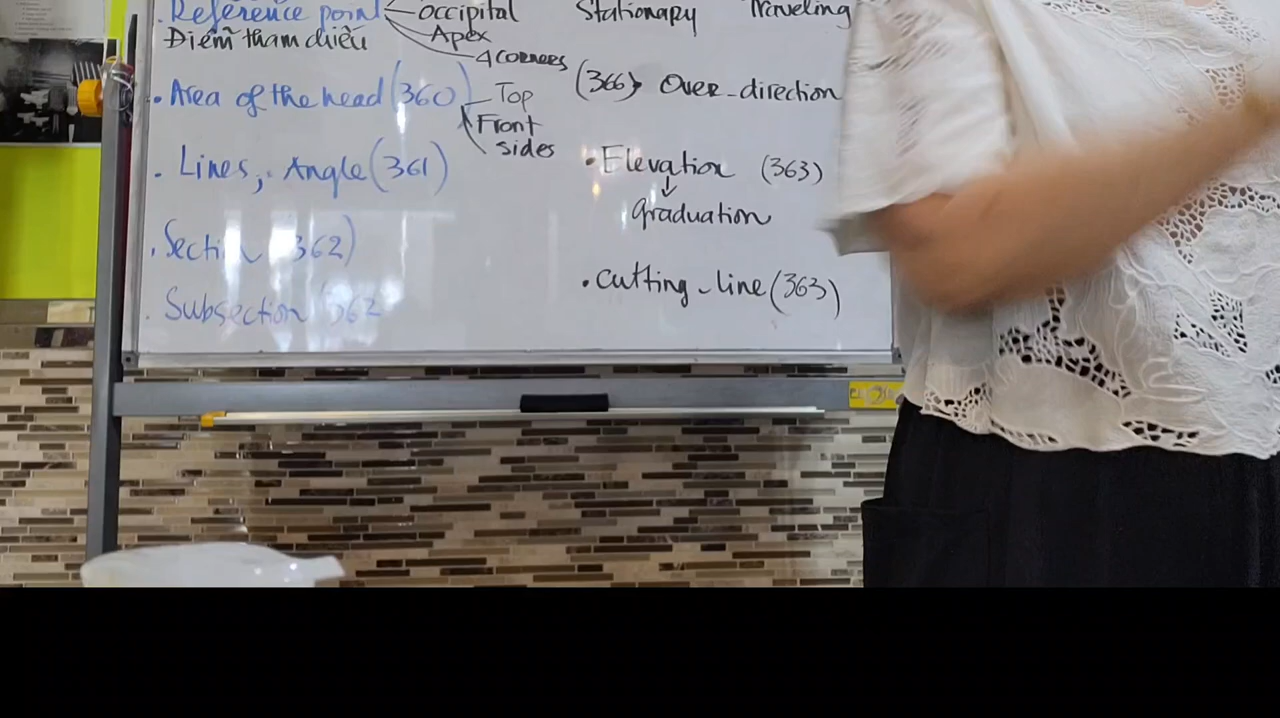 . Reference point occipital
Điểm tham chiếu Apex
4 corners
. Area of the head (360) Top
Front
sides
. Lines, Angle (361)
. Section 362)
. Subsection 362
Stationary Traveling
(366) Over-direction
• Elevation (363)
graduation
• cutting-line (363)